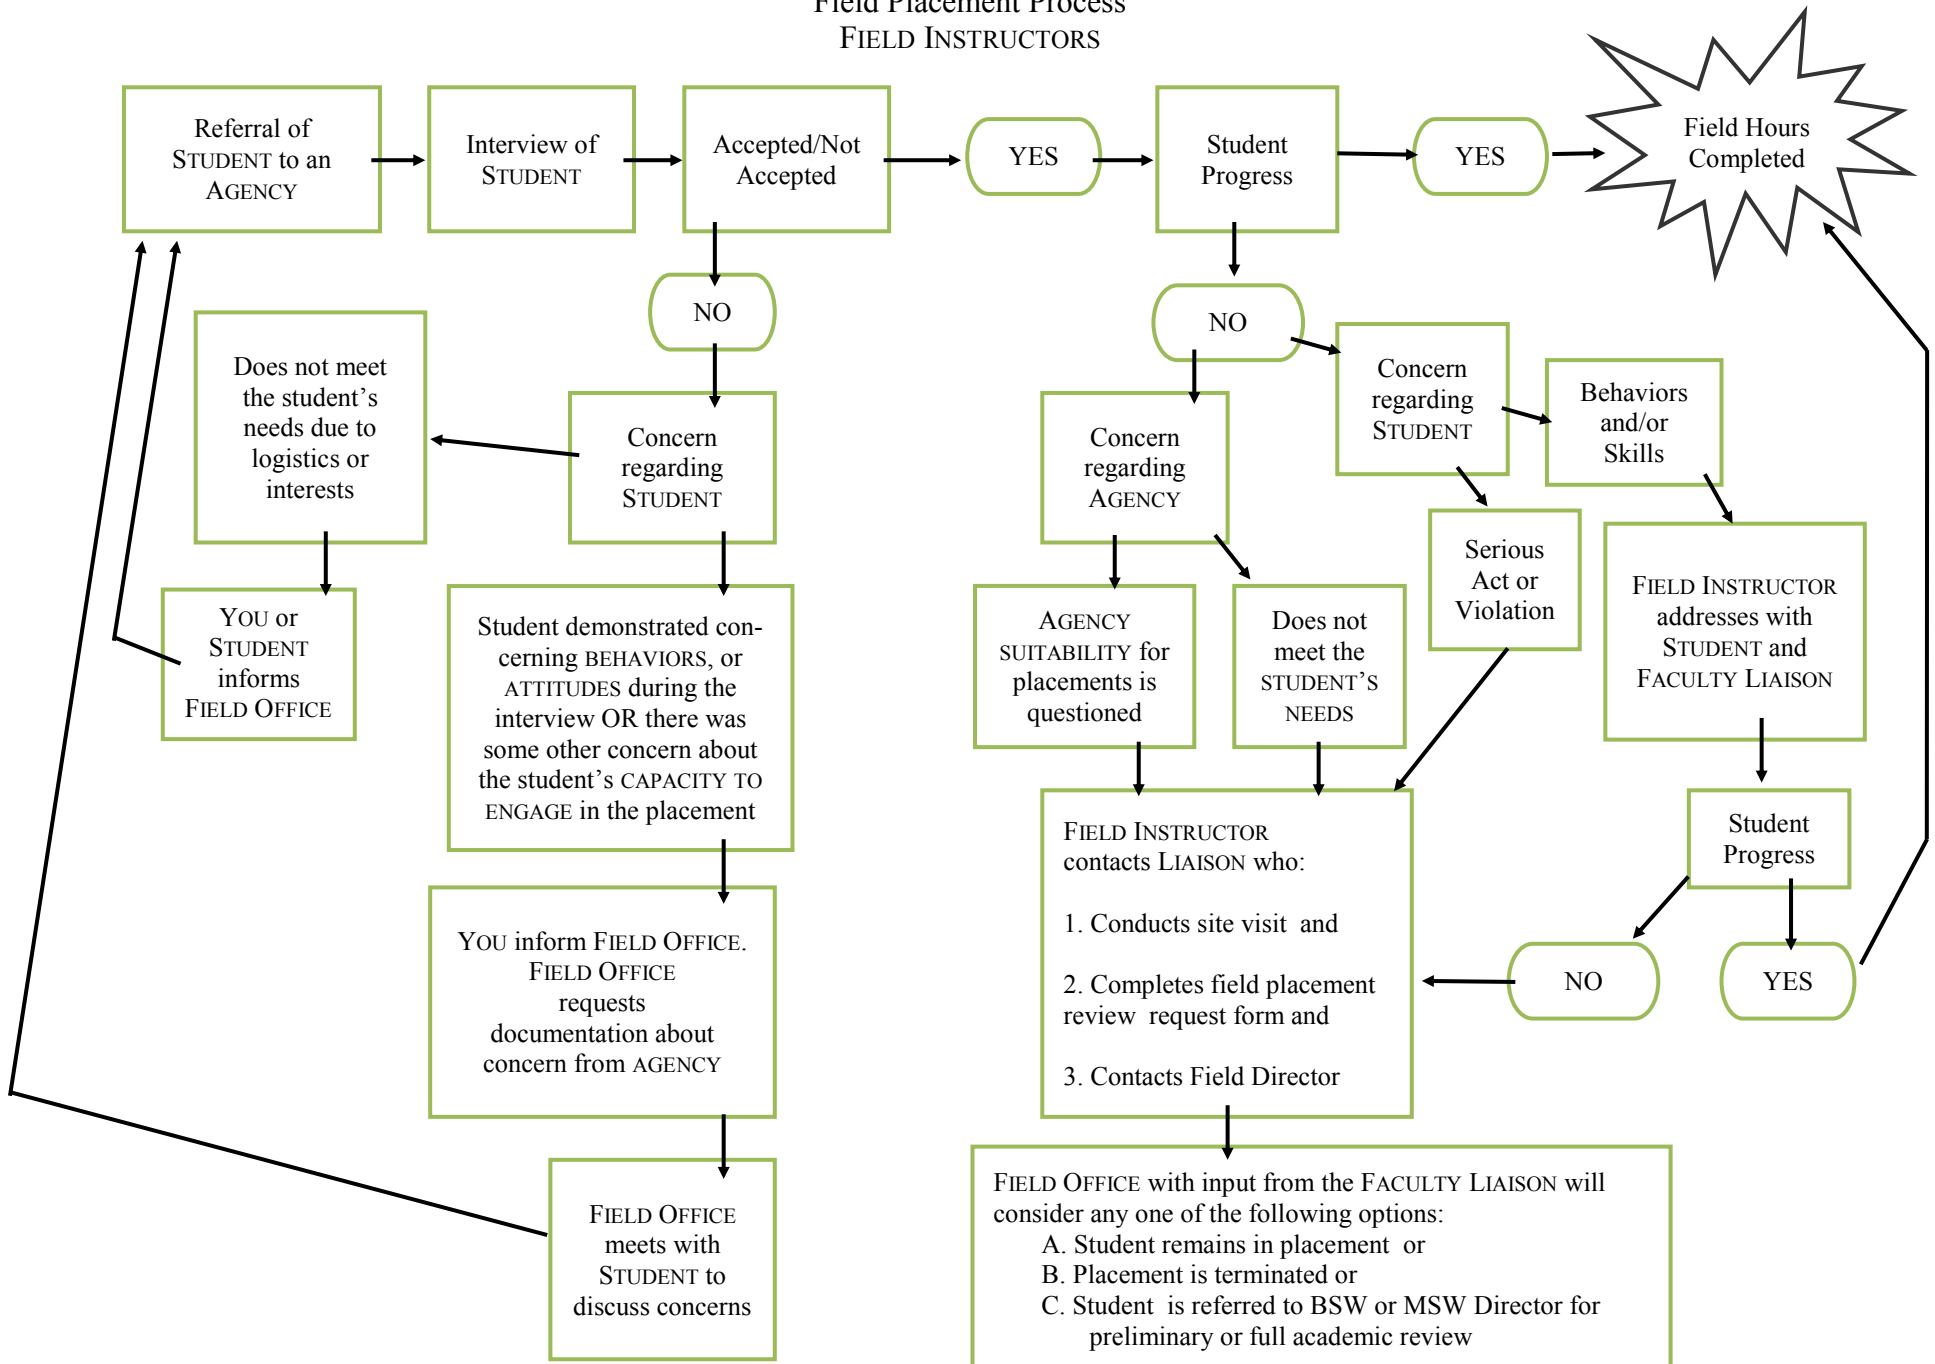 Field Placement Process
FIELD INSTRUCTORS
Referral of
STUDENT to an
AGENCY
Interview of
STUDENT
Accepted/Not
Accepted
YES
Student
Progress
YES
Field Hours
Completed
NO
Does not meet
the student’s
needs due to
logistics or
interests
Concern
regarding
STUDENT
YOU or
STUDENT
informs
FIELD OFFICE
Student demonstrated con-
cerning BEHAVIORS, or
ATTITUDES during the
interview OR there was
some other concern about
the student’s CAPACITY TO
ENGAGE in the placement
YOU inform FIELD OFFICE.
FIELD OFFICE
requests
documentation about
concern from AGENCY
FIELD OFFICE
meets with
STUDENT to
discuss concerns
NO
Concern
regarding
AGENCY
Concern
regarding
STUDENT
Behaviors
and/or
Skills
Serious
Act or
Violation
AGENCY
SUITABILITY for
placements is
questioned
Does not
meet the
STUDENT’S
NEEDS
FIELD INSTRUCTOR
addresses with
STUDENT and
FACULTY LIAISON
Student
Progress
NO
YES
FIELD INSTRUCTOR
contacts LIAISON who:
1. Conducts site visit and
2. Completes field placement
review request form and
3. Contacts Field Director
FIELD OFFICE with input from the FACULTY LIAISON will
consider any one of the following options:
A. Student remains in placement or
B. Placement is terminated or
C. Student is referred to BSW or MSW Director for
preliminary or full academic review